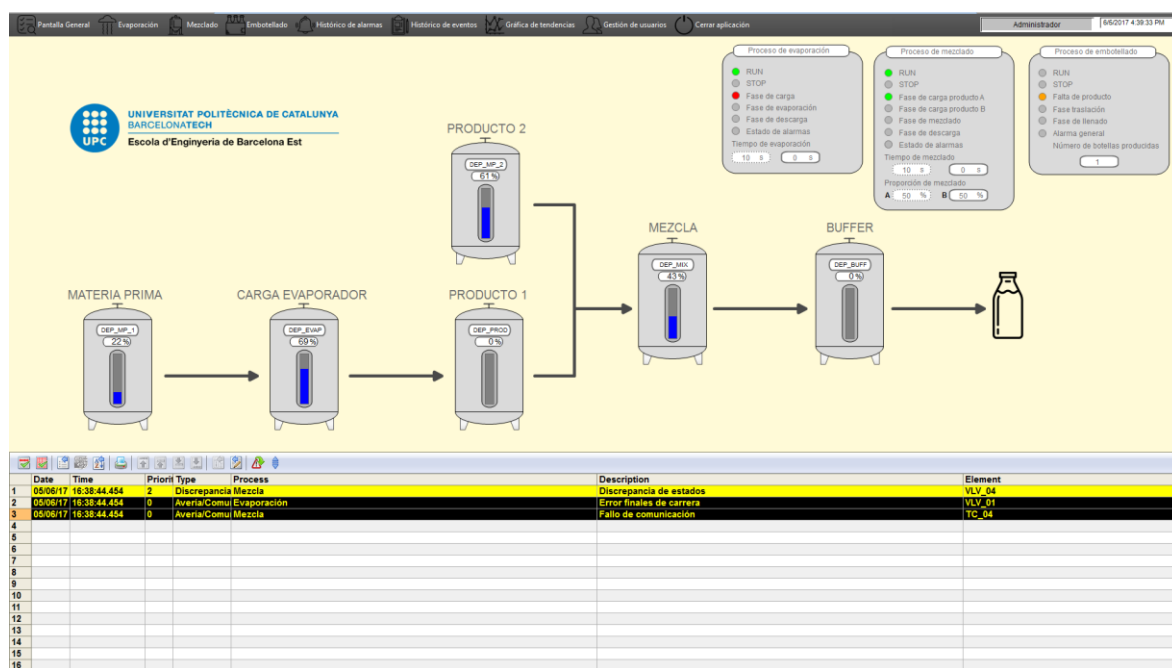 Pantalla General Evaporación Mezclado Embotellado Histórico de alarmas Histórico de eventos Gráfica de tendencias Gestión de usuarios Cerrar aplicación Administrador 6/6/2017 4:39:33 PM
UPC
UNIVERSITAT POLITÈCNICA DE CATALUNYA
BARCELONATECH
Escola d'Enginyeria de Barcelona Est
Proceso de evaporación
RUN
STOP
Fase de carga
Fase de evaporación
Fase de descarga
Estado de alarmas
Tiempo de evaporación
10 s 0 s
Proceso de mezclado
RUN
STOP
Fase de carga producto A
Fase de carga producto B
Fase de mezclado
Fase de descarga
Estado de alarmas
Tiempo de mezclado
10 s 0 s
Proporción de mezclado
A 50 % B 50 %
Proceso de embotellado
RUN
STOP
Falta de producto
Fase traslación
Fase de llenado
Alarma general
Número de botellas producidas
1
PRODUCTO 2
DEP_MP_2
61 %
MEZCLA
DEP_MIX
43 %
BUFFER
DEP_BUFF
0 %
MATERIA PRIMA
DEP_MP_1
22 %
CARGA EVAPORADOR
DEP_EVAP
69 %
PRODUCTO 1
DEP_PROD
0 %
Date Time Priorit Type Process Description Element
1 05/06/17 16:38:44.454 2 Discrepancia Mezcla Discrepancia de estados VLV_04
2 05/06/17 16:38:44.454 0 Avería/Comu Evaporación Error finales de carrera VLV_01
3 05/06/17 16:38:44.454 0 Avería/Comu Mezcla Fallo de comunicación TC_04
4
5
6
7
8
9
10
11
12
13
14
15
16